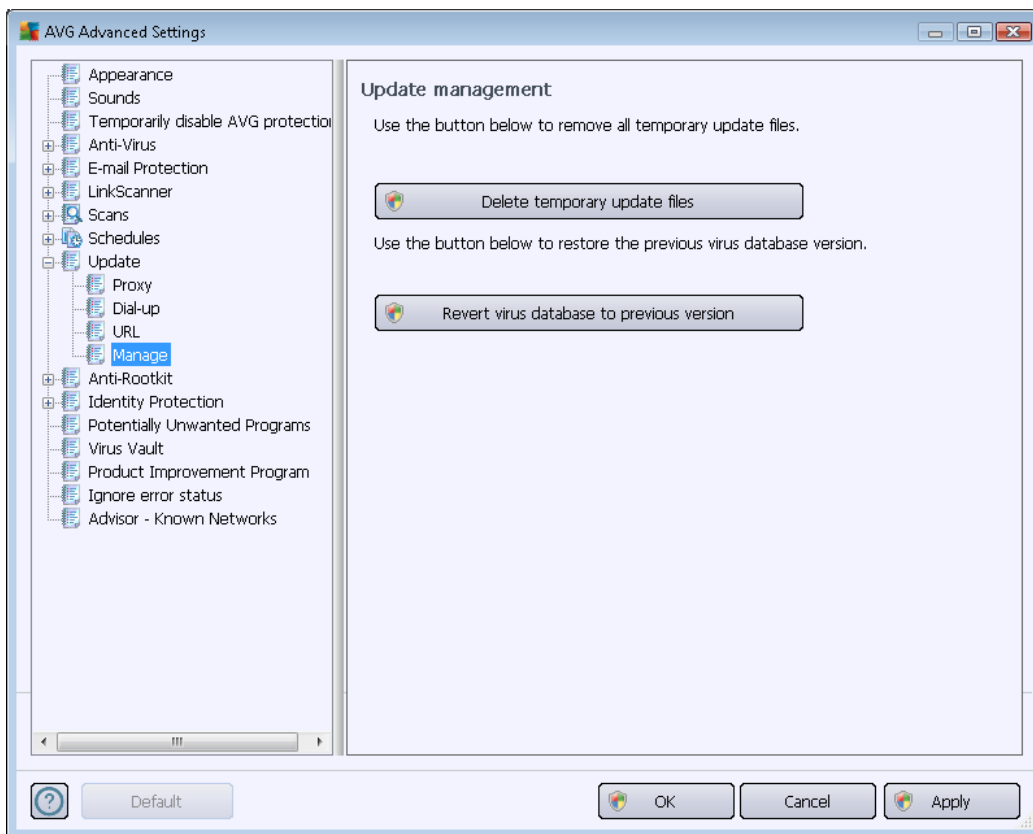 AVG Advanced Settings
Appearance
Sounds
Temporarily disable AVG protection
Anti-Virus
E-mail Protection
LinkScanner
Scans
Schedules
Update
Proxy
Dial-up
URL
Manage
Anti-Rootkit
Identity Protection
Potentially Unwanted Programs
Virus Vault
Product Improvement Program
Ignore error status
Advisor - Known Networks
Update management
Use the button below to remove all temporary update files.
Delete temporary update files
Use the button below to restore the previous virus database version.
Revert virus database to previous version
?
Default
OK
Cancel
Apply